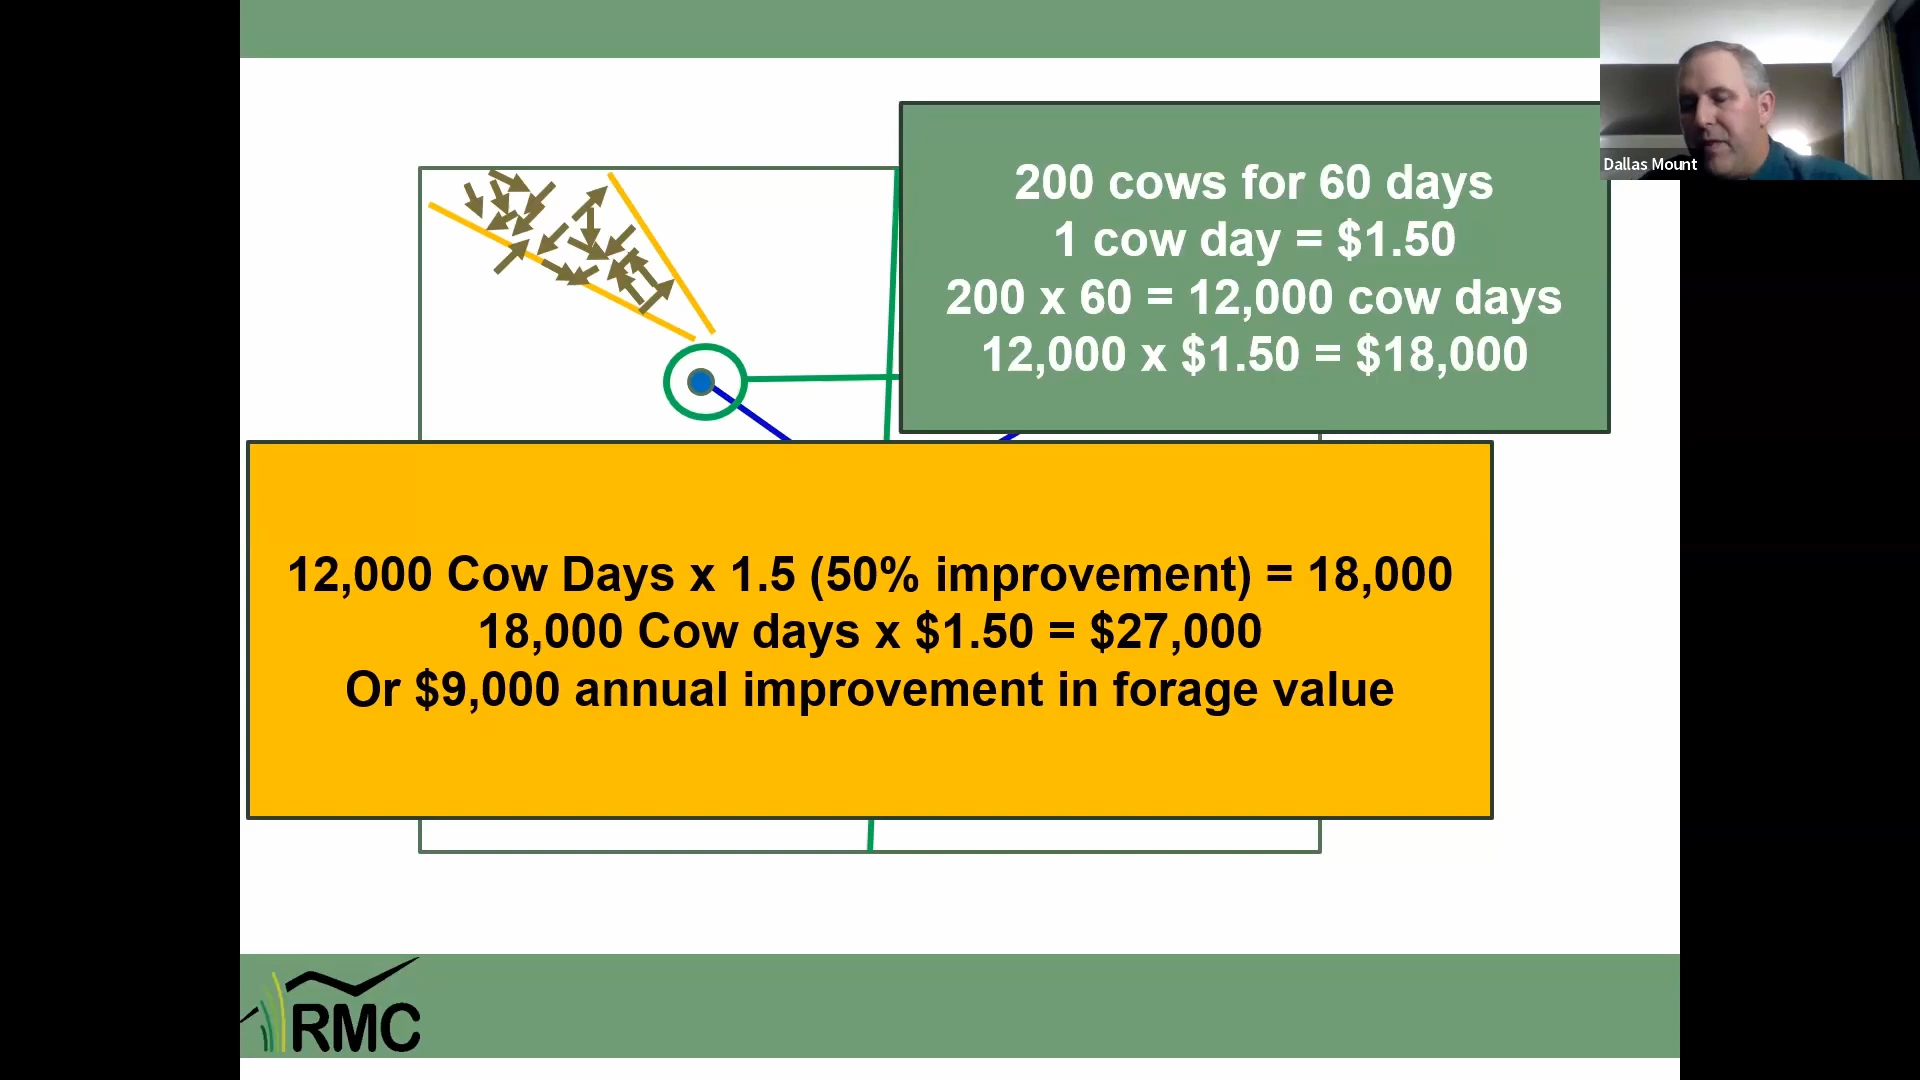 200 cows for 60 days
1 cow day = $1.50
200 x 60 = 12,000 cow days
12,000 x $1.50 = $18,000
Dallas Mount
12,000 Cow Days x 1.5 (50% improvement) = 18,000
18,000 Cow days x $1.50 = $27,000
Or $9,000 annual improvement in forage value
RMC